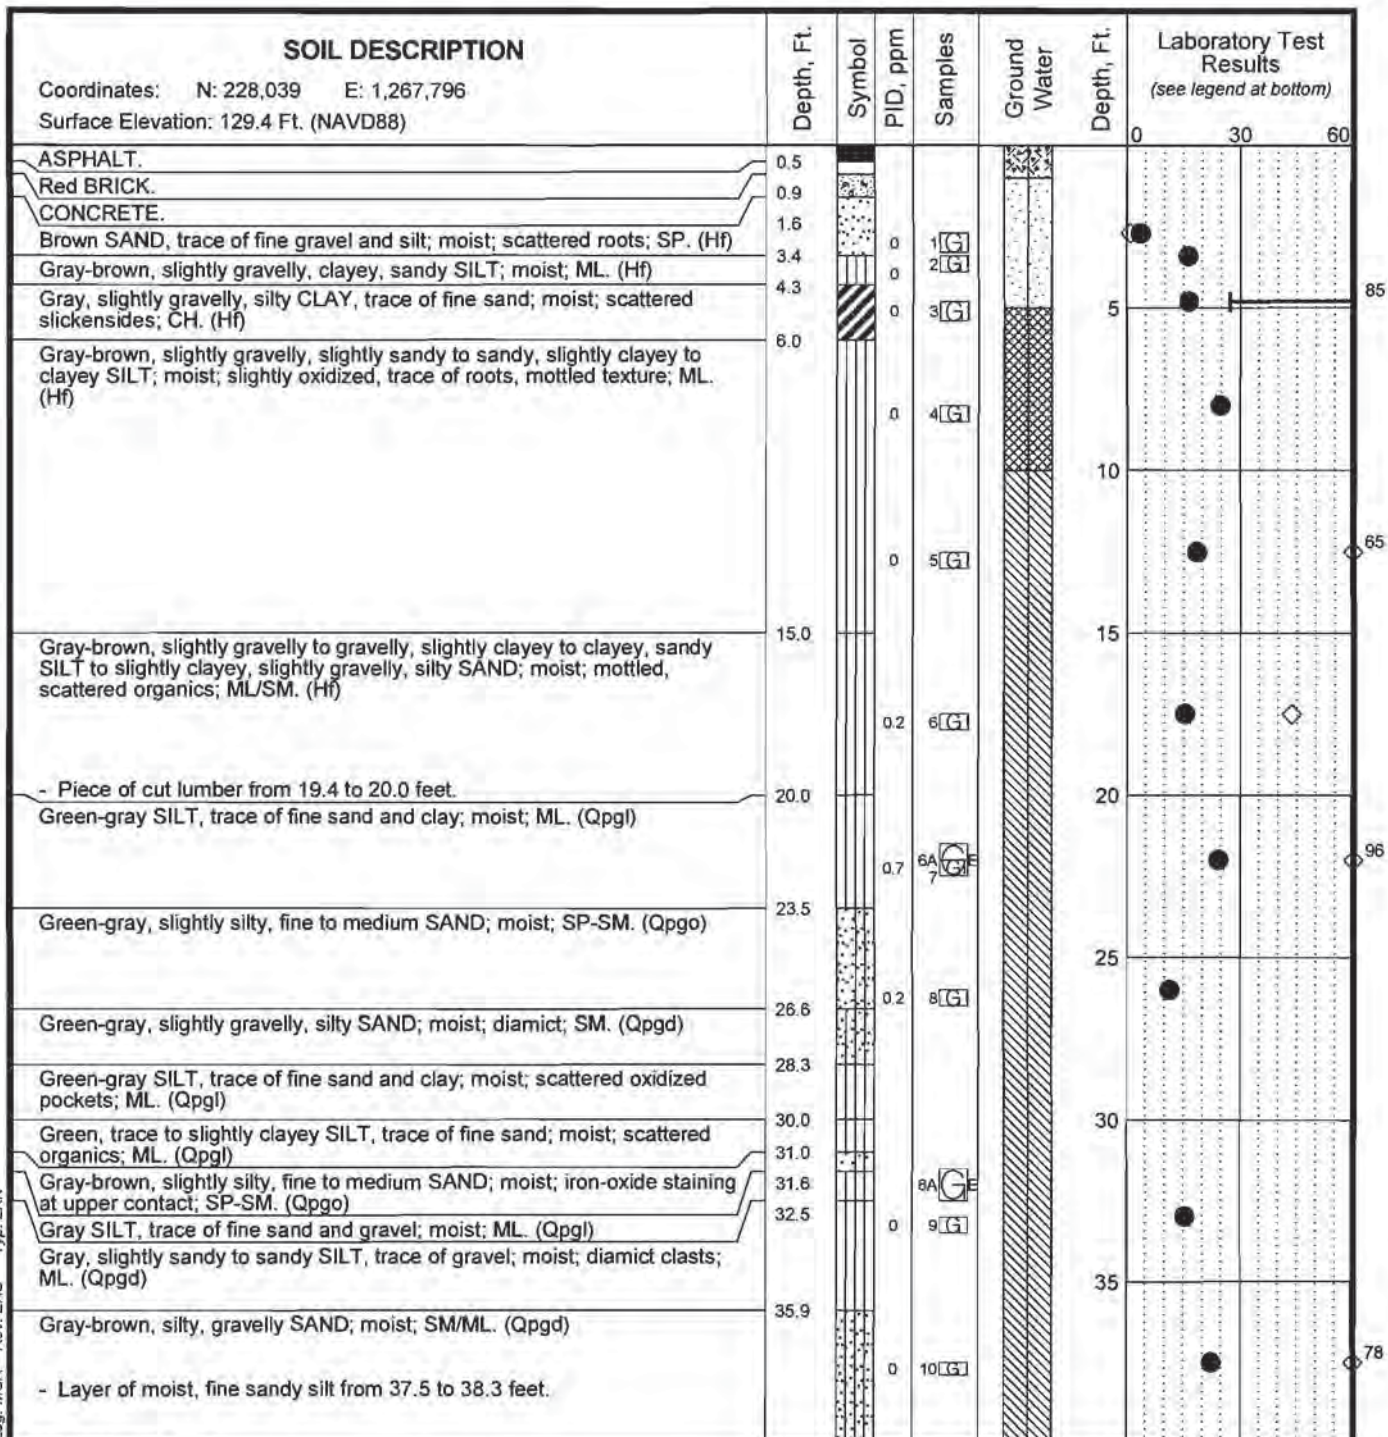 SOIL DESCRIPTION
Coordinates: N: 228,039 E: 1,267,796
Surface Elevation: 129.4 Ft. (NAVD88)
Depth, Ft.
Symbol
PID, ppm
Samples
Ground
Water
Depth, Ft.
Laboratory Test
Results
(see legend at bottom)
0 30 60
ASPHALT.
0.5
Red BRICK.
0.9
CONCRETE.
1.6
Brown SAND, trace of fine gravel and silt; moist; scattered roots; SP. (Hf)
0 1 G
3.4
Gray-brown, slightly gravelly, clayey, sandy SILT; moist; ML. (Hf)
0 2 G
4.3
Gray, slightly gravelly, silty CLAY, trace of fine sand; moist; scattered
slickensides; CH. (Hf)
0 3 G
5
85
6.0
Gray-brown, slightly gravelly, slightly sandy to sandy, slightly clayey to
clayey SILT; moist; slightly oxidized, trace of roots, mottled texture; ML.
(Hf)
0 4 G
10
0 5 G
65
15.0
15
Gray-brown, slightly gravelly to gravelly, slightly clayey to clayey, sandy
SILT to slightly clayey, slightly gravelly, silty SAND; moist; mottled,
scattered organics; ML/SM. (Hf)
0.2 6 G
- Piece of cut lumber from 19.4 to 20.0 feet.
20.0
20
Green-gray SILT, trace of fine sand and clay; moist; ML. (Qpgl)
6A G E
0.7 7 G
96
23.5
Green-gray, slightly silty, fine to medium SAND; moist; SP-SM. (Qpgo)
25
0.2 8 G
26.6
Green-gray, slightly gravelly, silty SAND; moist; diamict; SM. (Qpgd)
28.3
Green-gray SILT, trace of fine sand and clay; moist; scattered oxidized
pockets; ML. (Qpgl)
30.0
30
Green, trace to slightly clayey SILT, trace of fine sand; moist; scattered
organics; ML. (Qpgl)
31.0
Gray-brown, slightly silty, fine to medium SAND; moist; iron-oxide staining
at upper contact; SP-SM. (Qpgo)
31.6
8A G E
Gray SILT, trace of fine sand and gravel; moist; ML. (Qpgl)
32.5
0 9 G
Gray, slightly sandy to sandy SILT, trace of gravel; moist; diamict clasts;
ML. (Qpgd)
35
35.9
Gray-brown, silty, gravelly SAND; moist; SM/ML. (Qpgd)
0 10 G
78
- Layer of moist, fine sandy silt from 37.5 to 38.3 feet.